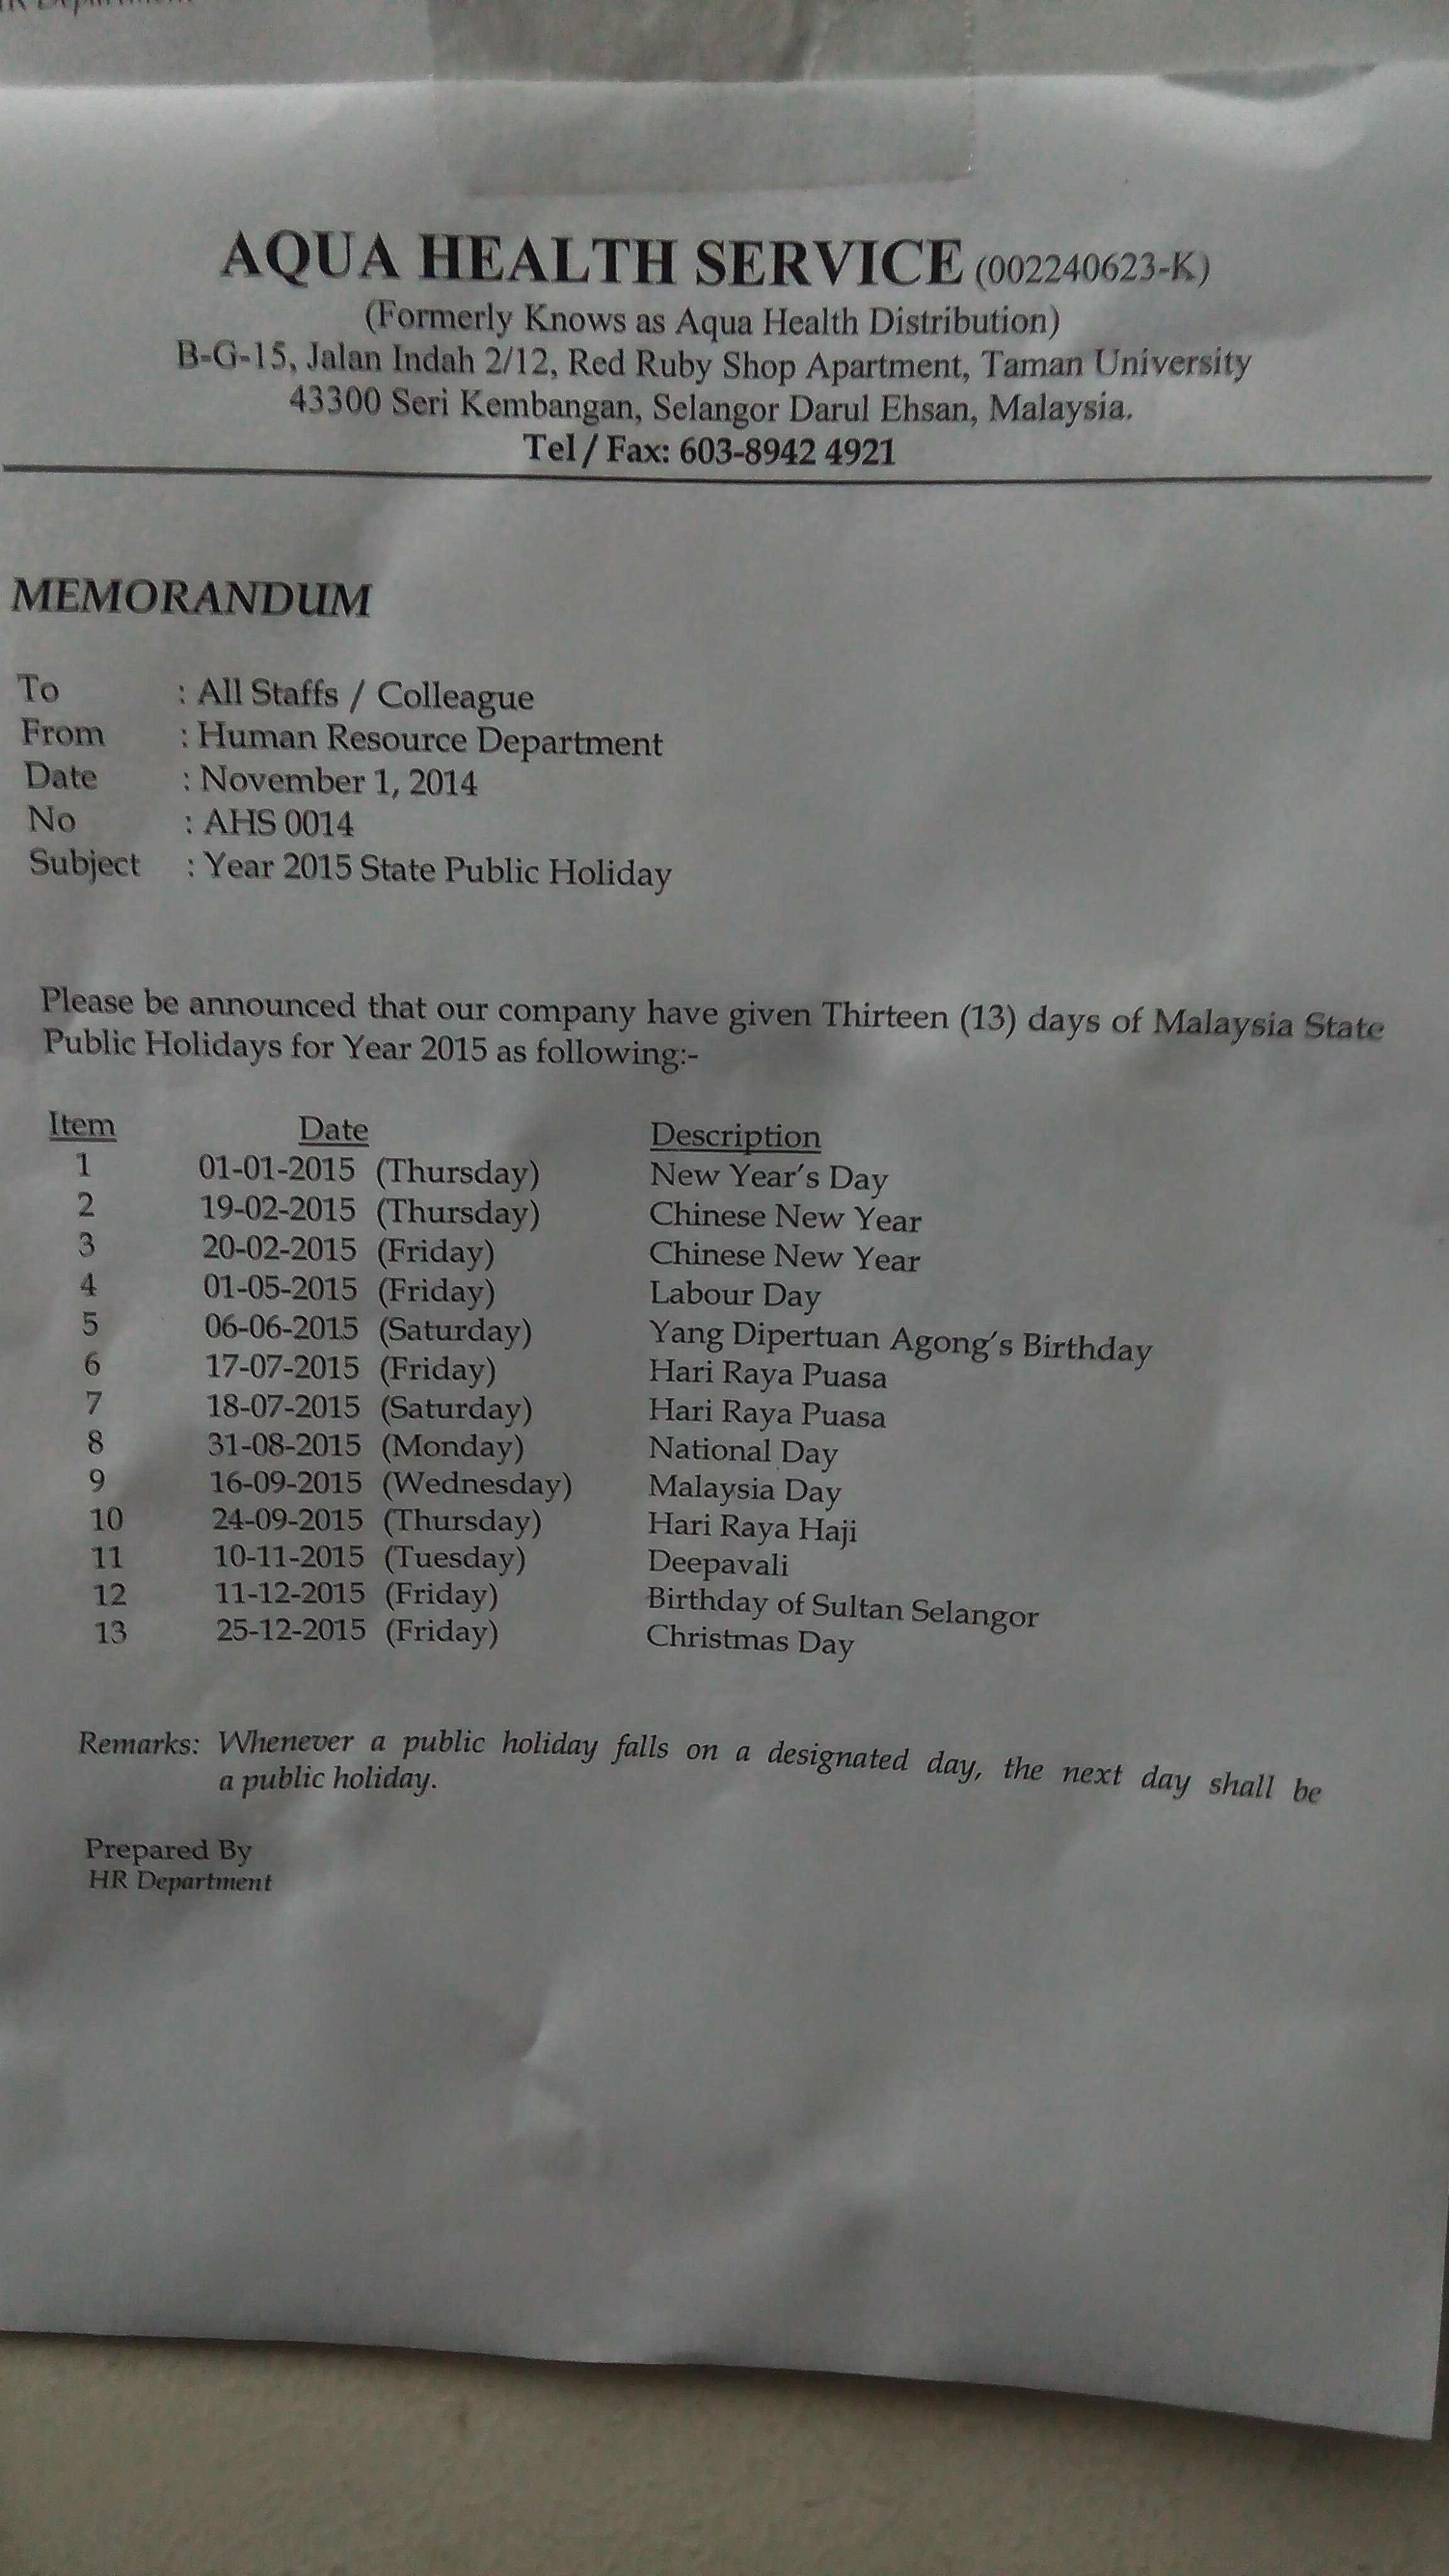 HR Department
AQUA HEALTH SERVICE (002240623-K)
(Formerly Knows as Aqua Health Distribution)
B-G-15, Jalan Indah 2/12, Red Ruby Shop Apartment, Taman University
43300 Seri Kembangan, Selangor Darul Ehsan, Malaysia.
Tel / Fax: 603-8942 4921
MEMORANDUM
To : All Staffs / Colleague
From : Human Resource Department
Date : November 1, 2014
No : AHS 0014
Subject : Year 2015 State Public Holiday
Please be announced that our company have given Thirteen (13) days of Malaysia State
Public Holidays for Year 2015 as following:-
Item Date Description
1 01-01-2015 (Thursday) New Year's Day
2 19-02-2015 (Thursday) Chinese New Year
3 20-02-2015 (Friday) Chinese New Year
4 01-05-2015 (Friday) Labour Day
5 06-06-2015 (Saturday) Yang Dipertuan Agong's Birthday
6 17-07-2015 (Friday) Hari Raya Puasa
7 18-07-2015 (Saturday) Hari Raya Puasa
8 31-08-2015 (Monday) National Day
9 16-09-2015 (Wednesday) Malaysia Day
10 24-09-2015 (Thursday) Hari Raya Haji
11 10-11-2015 (Tuesday) Deepavali
12 11-12-2015 (Friday) Birthday of Sultan Selangor
13 25-12-2015 (Friday) Christmas Day
Remarks: Whenever a public holiday falls on a designated day, the next day shall be
a public holiday.
Prepared By
HR Department